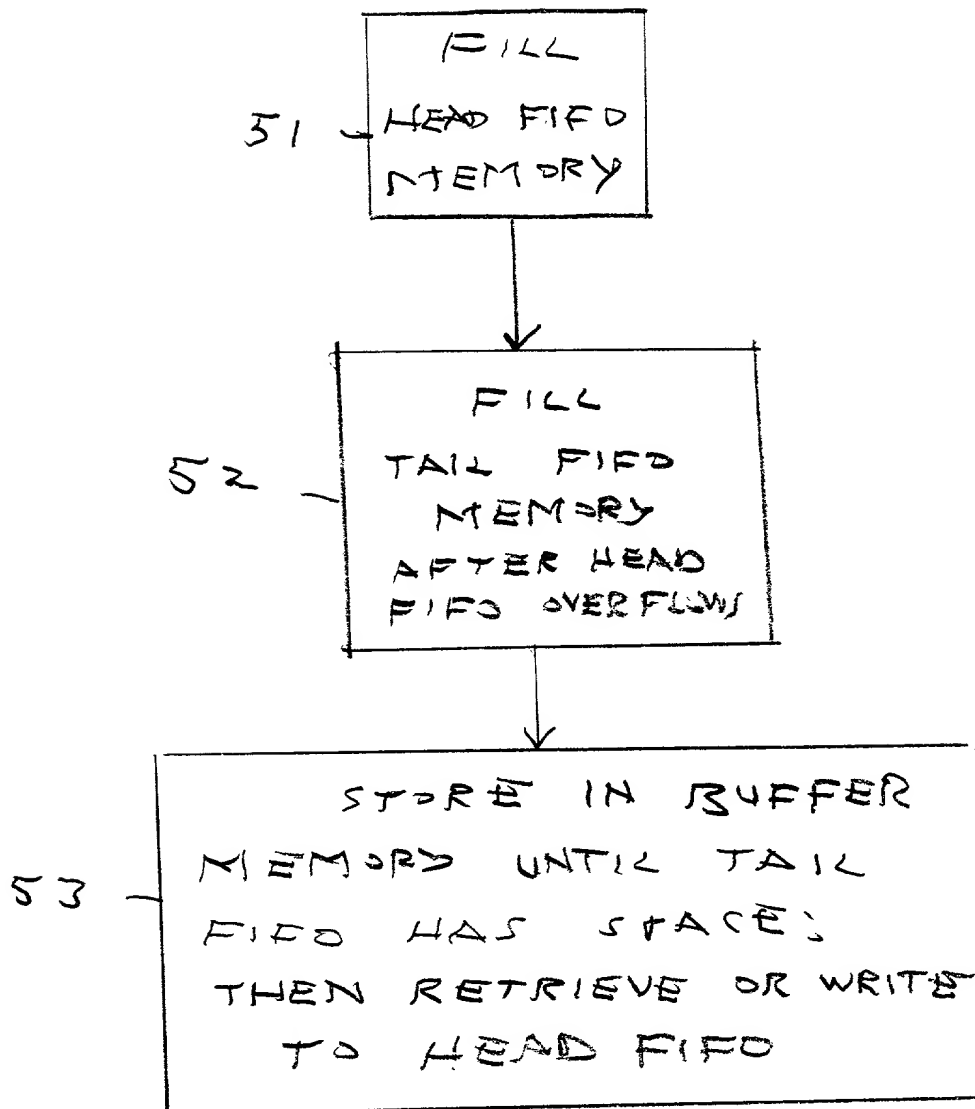 FILL
51 HEAD FIFO
MEMORY
FILL
52 TAIL FIFO
MEMORY
AFTER HEAD
FIFO OVERFLOWS
STORE IN BUFFER
53 MEMORY UNTIL TAIL
FIFO HAS SPACE;
THEN RETRIEVE OR WRITE
TO HEAD FIFO